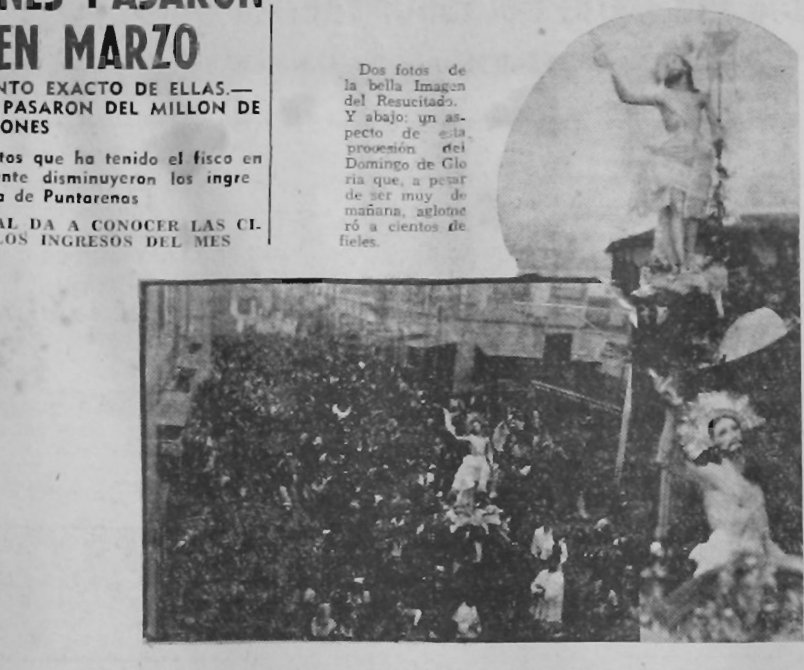 NES PASARON
EN MARZO
NTO EXACTO DE ELLAS.—
PASARON DEL MILLON DE
ONES
tos que ha tenido el fisco en
nte disminuyeron los ingre
a de Puntarenas
AL DA A CONOCER LAS CI-
LOS INGRESOS DEL MES
Dos fotos de
la bella Imagen
del Resucitado.
Y abajo: un as-
pecto de esta
procesión del
Domingo de Glo
ria que, a pesar
de ser muy de
mañana, aglome
ró a cientos de
fieles.